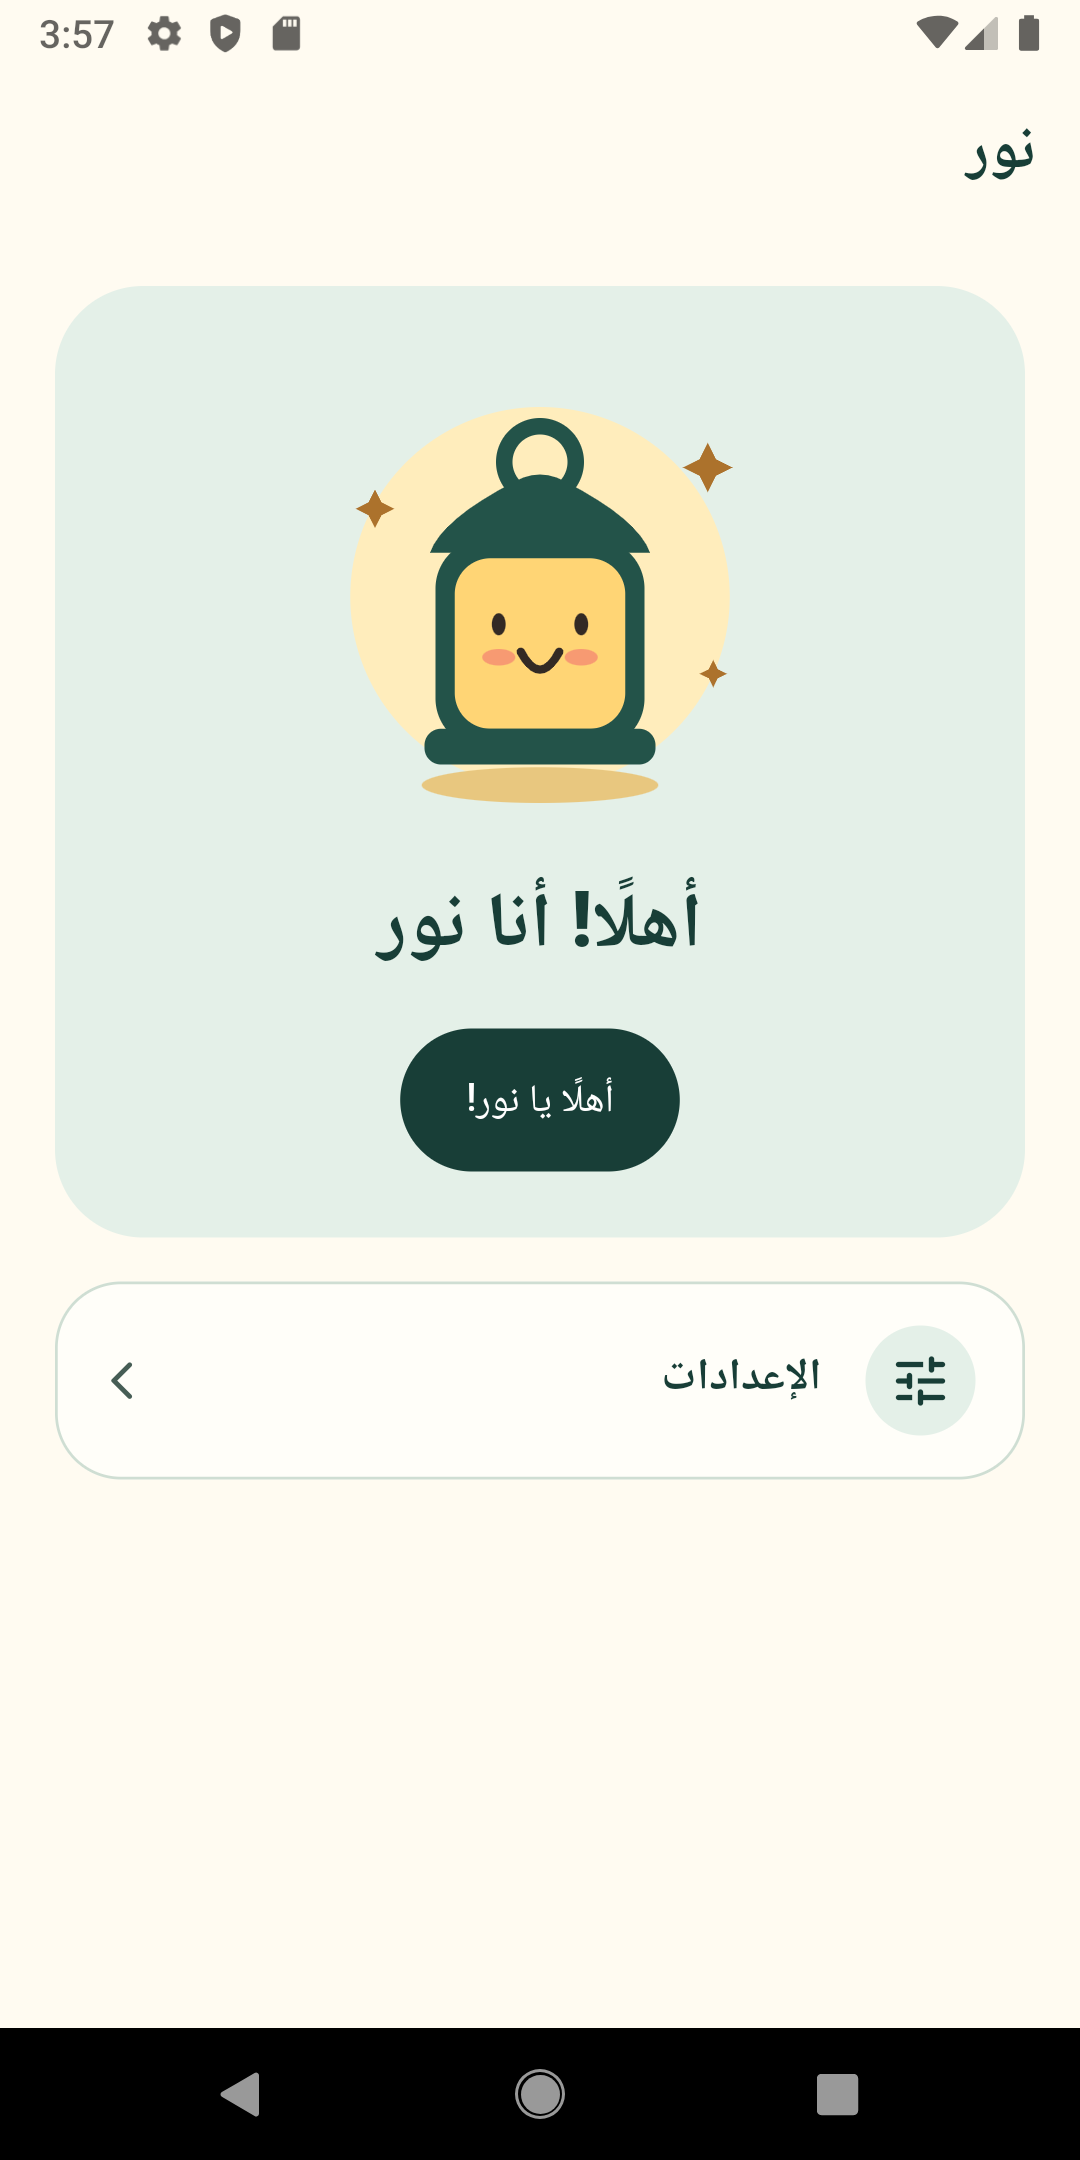 3:57
نور
أهلًا! أنا نور
أهلًا يا نور!
الإعدادات